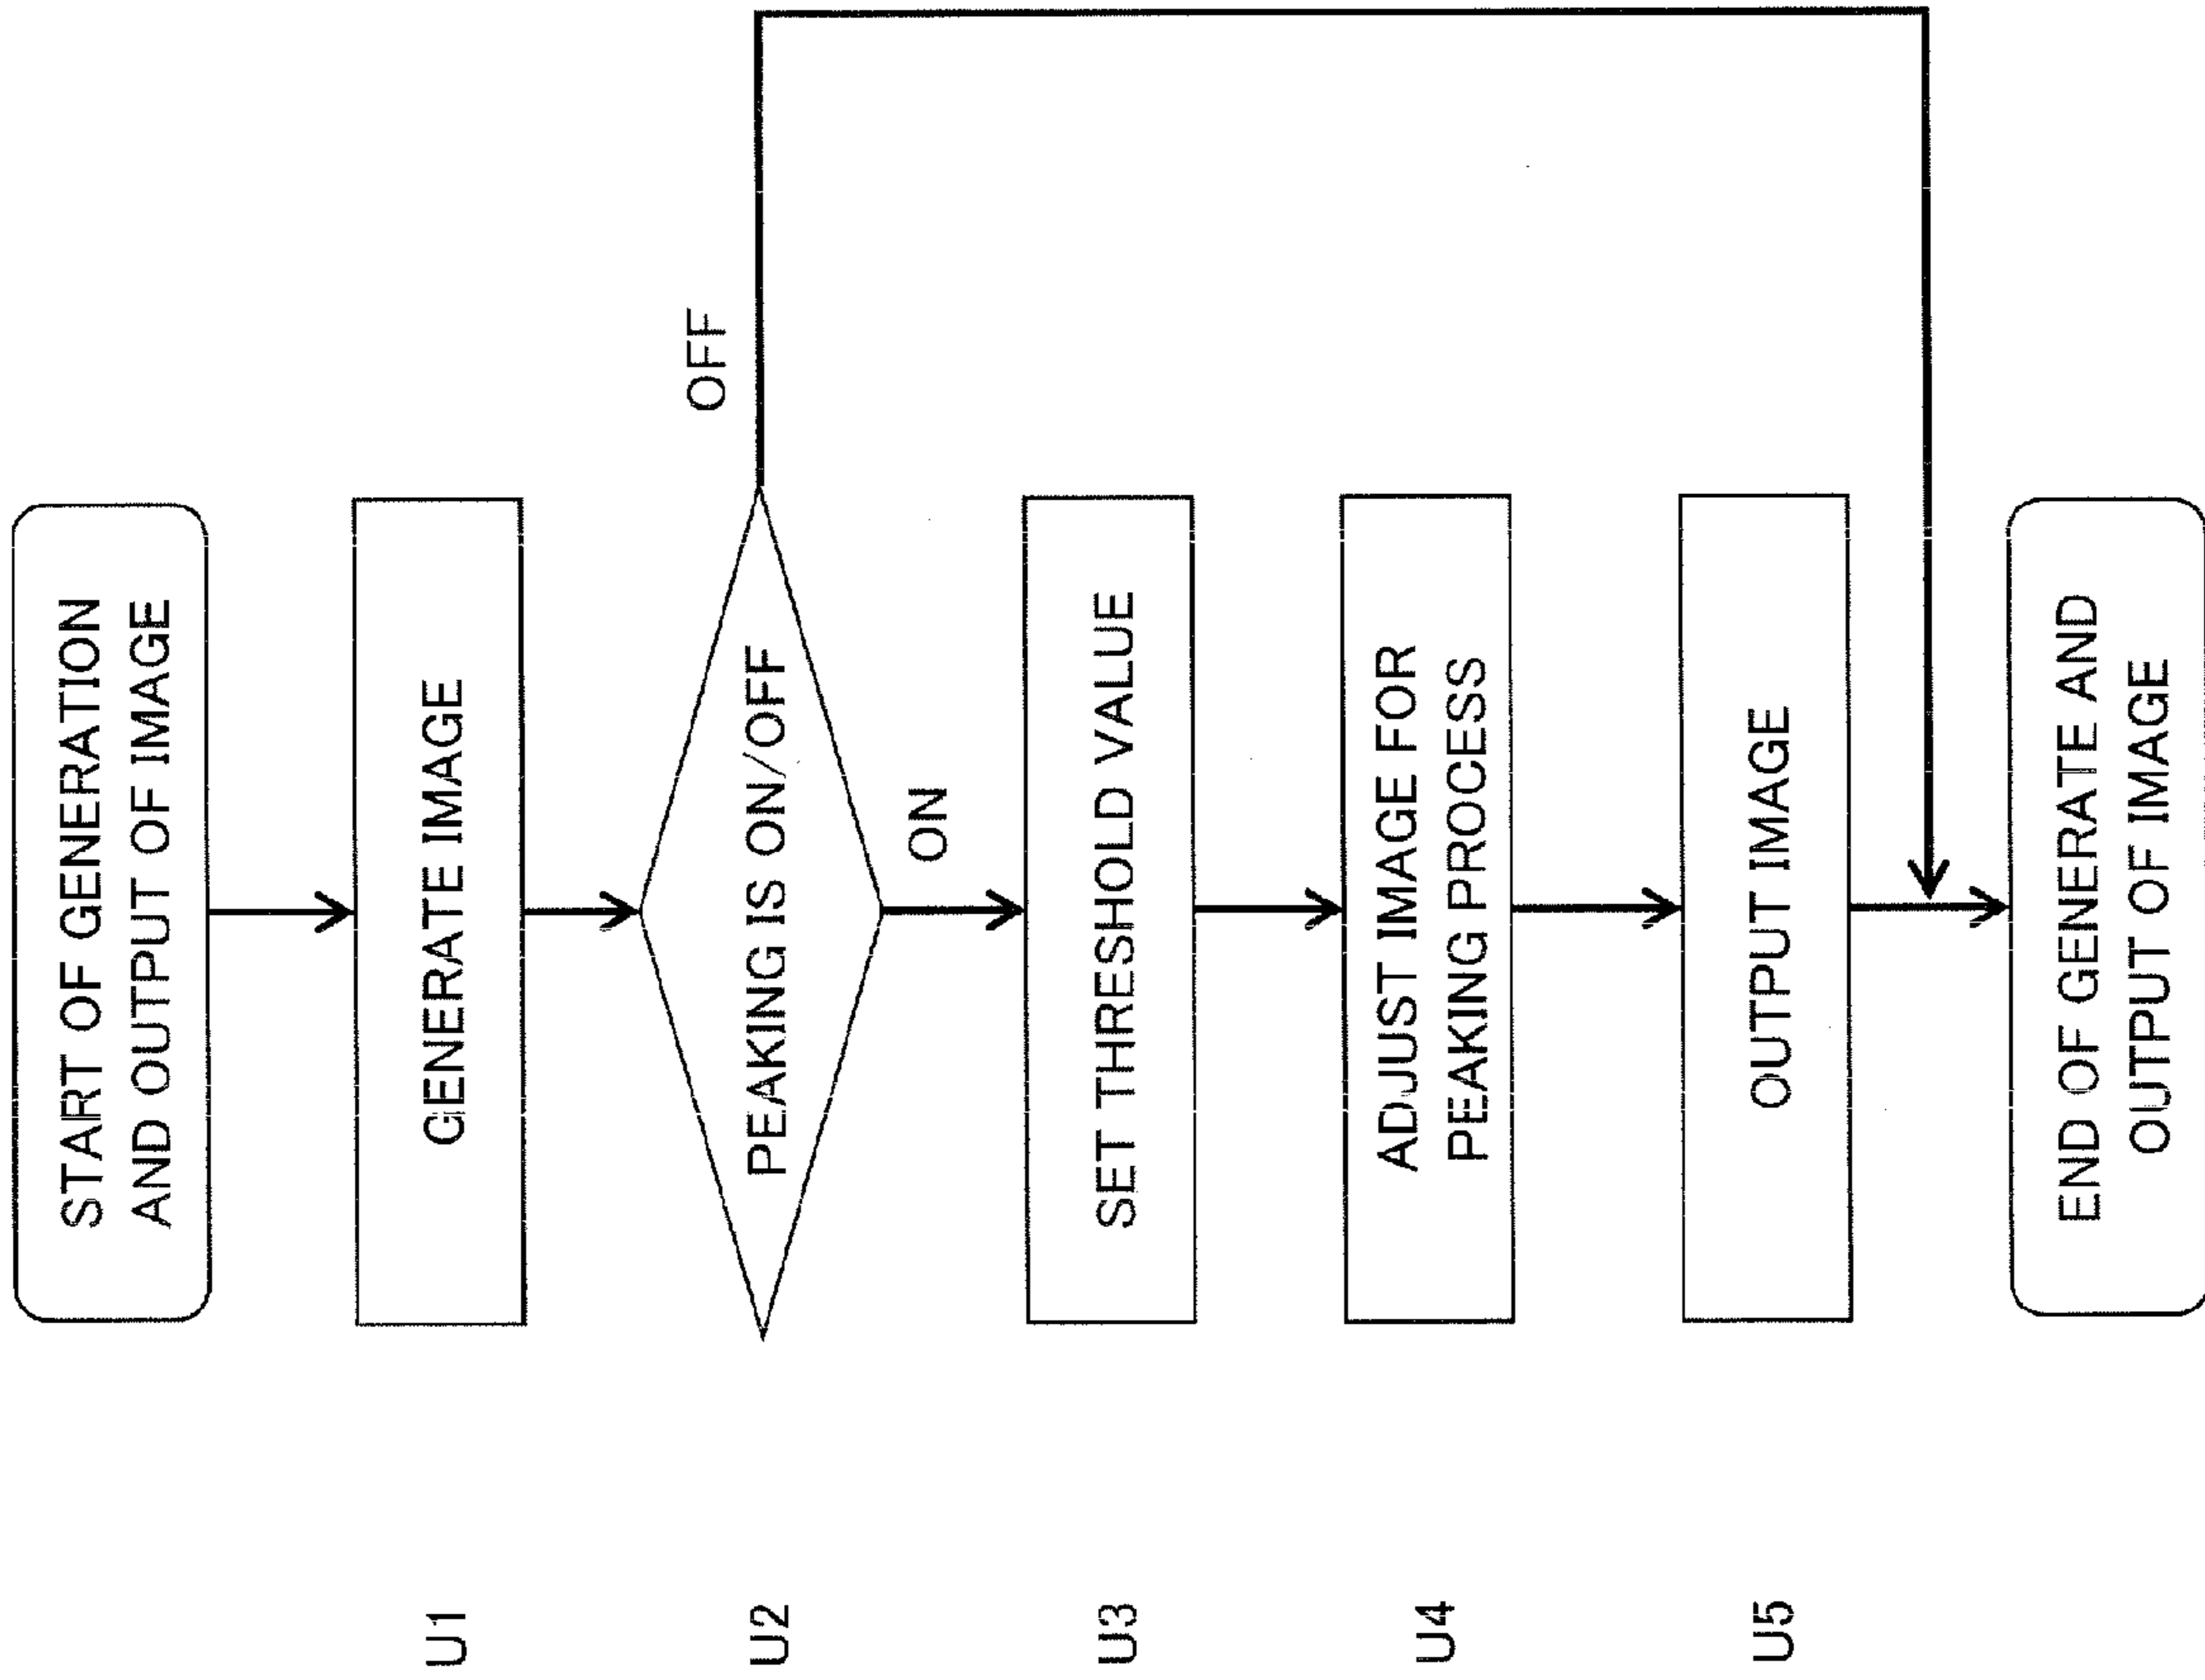 START OF GENERATION
AND OUTPUT OF IMAGE
U1
GENERATE IMAGE
U2
PEAKING IS ON/OFF
OFF
ON
U3
SET THRESHOLD VALUE
U4
ADJUST IMAGE FOR
PEAKING PROCESS
U5
OUTPUT IMAGE
END OF GENERATE AND
OUTPUT OF IMAGE